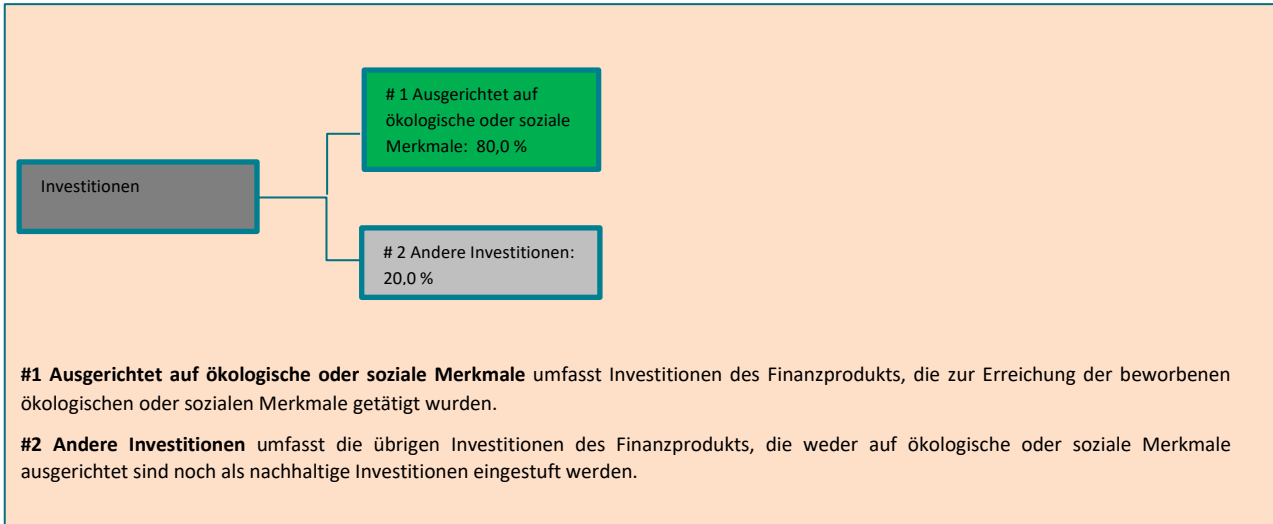 # 1 Ausgerichtet auf
ökologische oder soziale
Merkmale:  80,0 %
Investitionen
# 2 Andere Investitionen:
20,0 %
#1 Ausgerichtet auf ökologische oder soziale Merkmale umfasst Investitionen des Finanzprodukts, die zur Erreichung der beworbenen
ökologischen oder sozialen Merkmale getätigt wurden.
#2 Andere Investitionen umfasst die übrigen Investitionen des Finanzprodukts, die weder auf ökologische oder soziale Merkmale
ausgerichtet sind noch als nachhaltige Investitionen eingestuft werden.